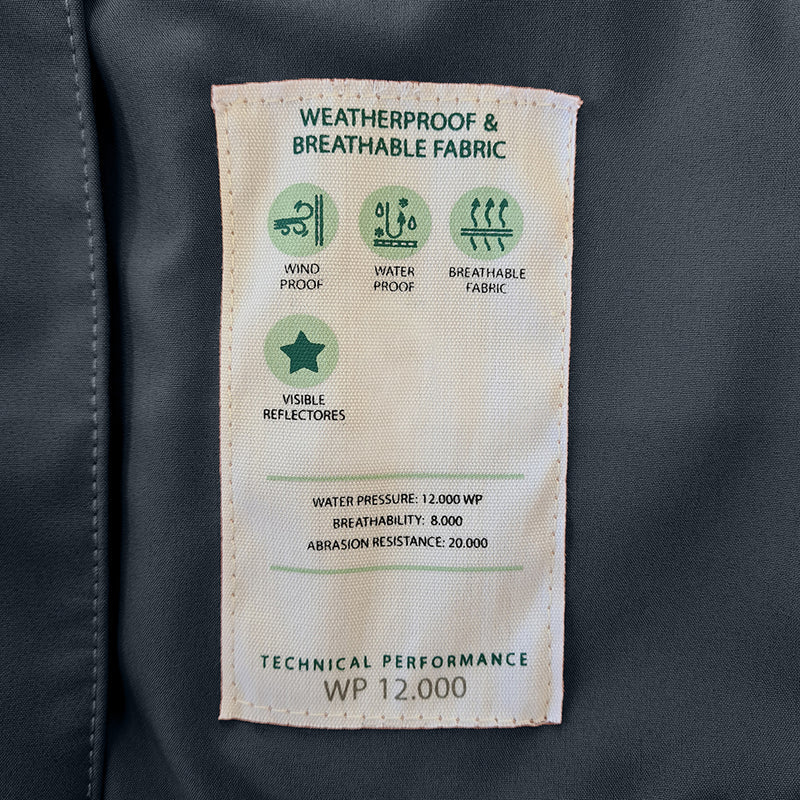 WEATHERPROOF &
BREATHABLE FABRIC
WIND
PROOF
WATER
PROOF
BREATHABLE
FABRIC
VISIBLE
REFLECTORES
WATER PRESSURE: 12.000 WP
BREATHABILITY: 8.000
ABRASION RESISTANCE: 20.000
TECHNICAL PERFORMANCE
WP 12.000